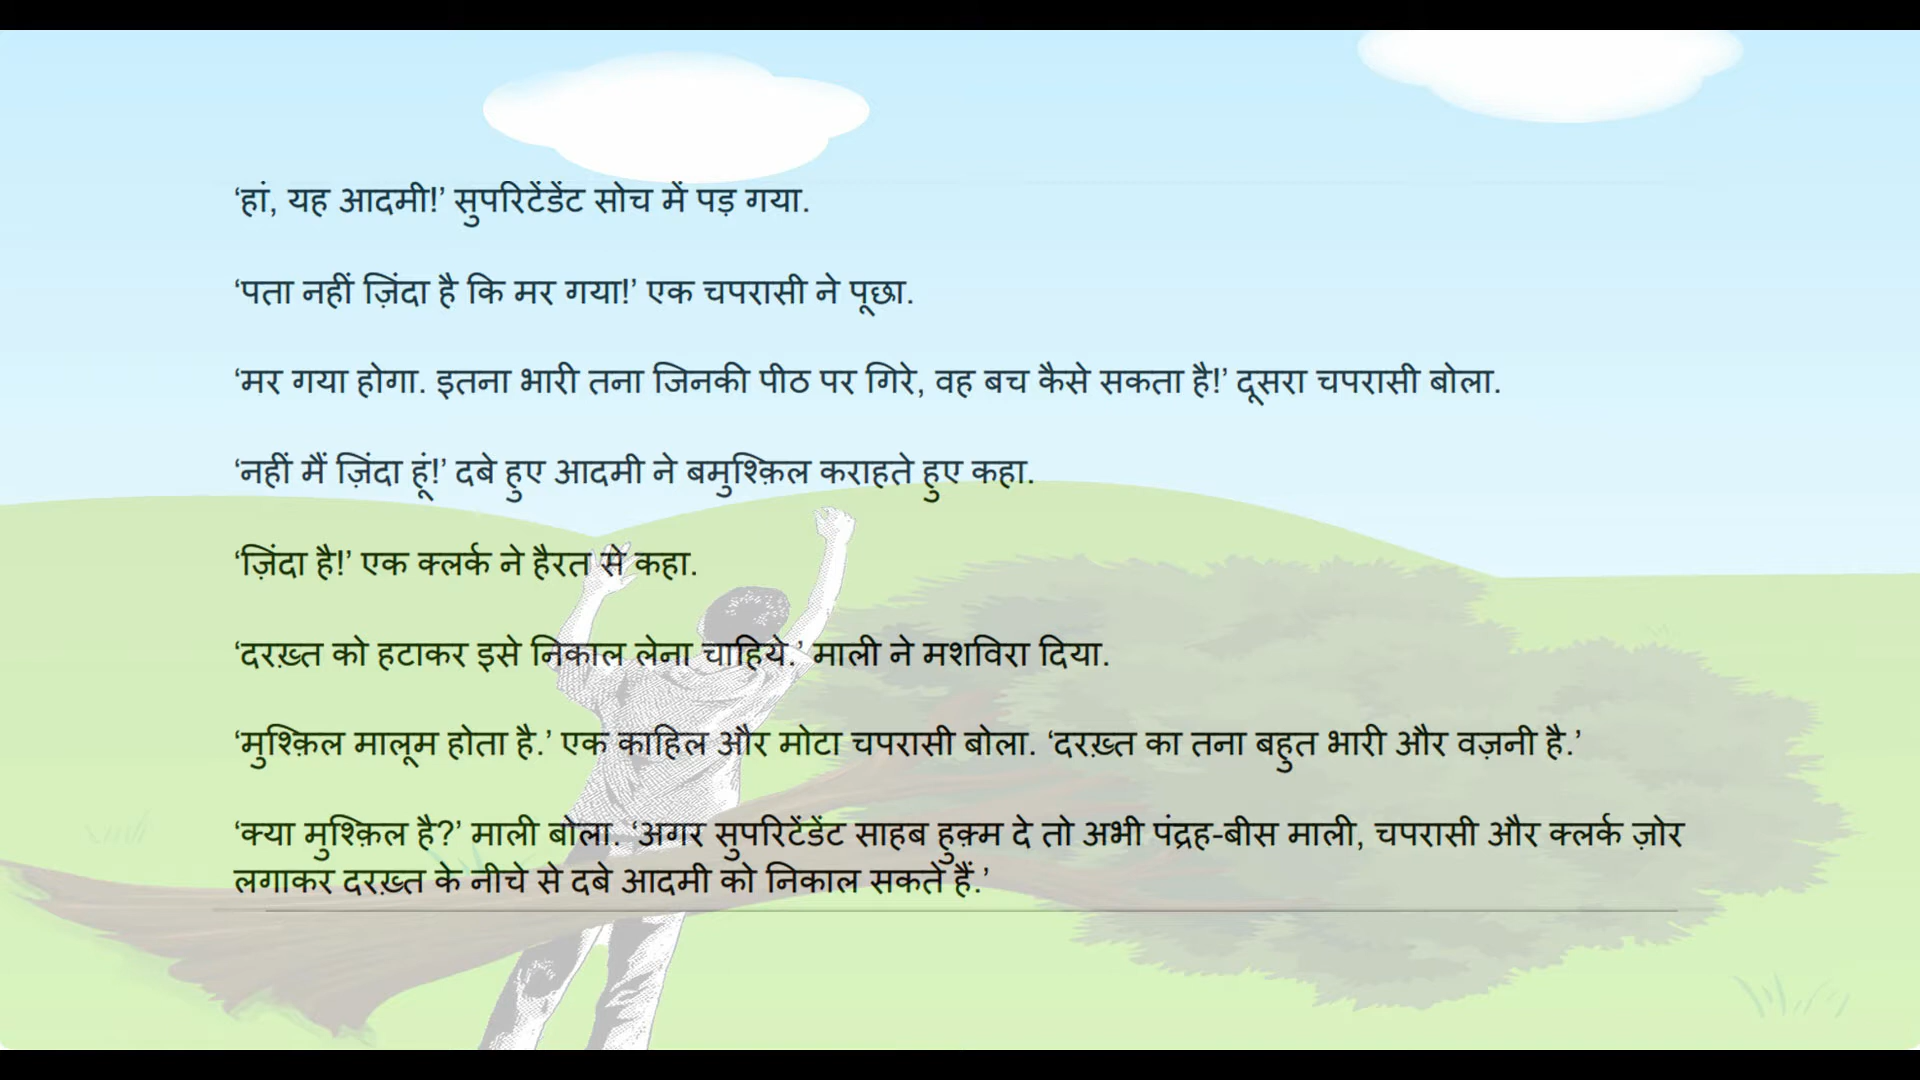 ‘हां, यह आदमी!’ सुपरिटेंडेंट सोच में पड़ गया.
‘पता नहीं ज़िंदा है कि मर गया!’ एक चपरासी ने पूछा.
‘मर गया होगा. इतना भारी तना जिनकी पीठ पर गिरे, वह बच कैसे सकता है!’ दूसरा चपरासी बोला.
‘नहीं मैं ज़िंदा हूं!’ दबे हुए आदमी ने बमुश्क़िल कराहते हुए कहा.
‘ज़िंदा है!’ एक क्लर्क ने हैरत से कहा.
‘दरख़्त को हटाकर इसे निकाल लेना चाहिये.’ माली ने मशविरा दिया.
‘मुश्क़िल मालूम होता है.’ एक काहिल और मोटा चपरासी बोला. ‘दरख़्त का तना बहुत भारी और वज़नी है.’
‘क्या मुश्क़िल है?’ माली बोला. ‘अगर सुपरिटेंडेंट साहब हुक़्म दे तो अभी पंद्रह-बीस माली, चपरासी और क्लर्क ज़ोर
लगाकर दरख़्त के नीचे से दबे आदमी को निकाल सकते हैं.’